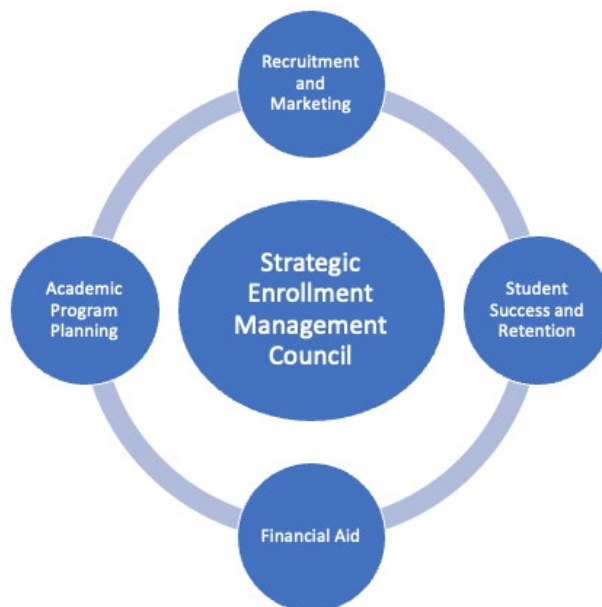 Recruitment
and
Marketing
Strategic
Enrollment
Management
Council
Academic
Program
Planning
Student
Success and
Retention
Financial Aid